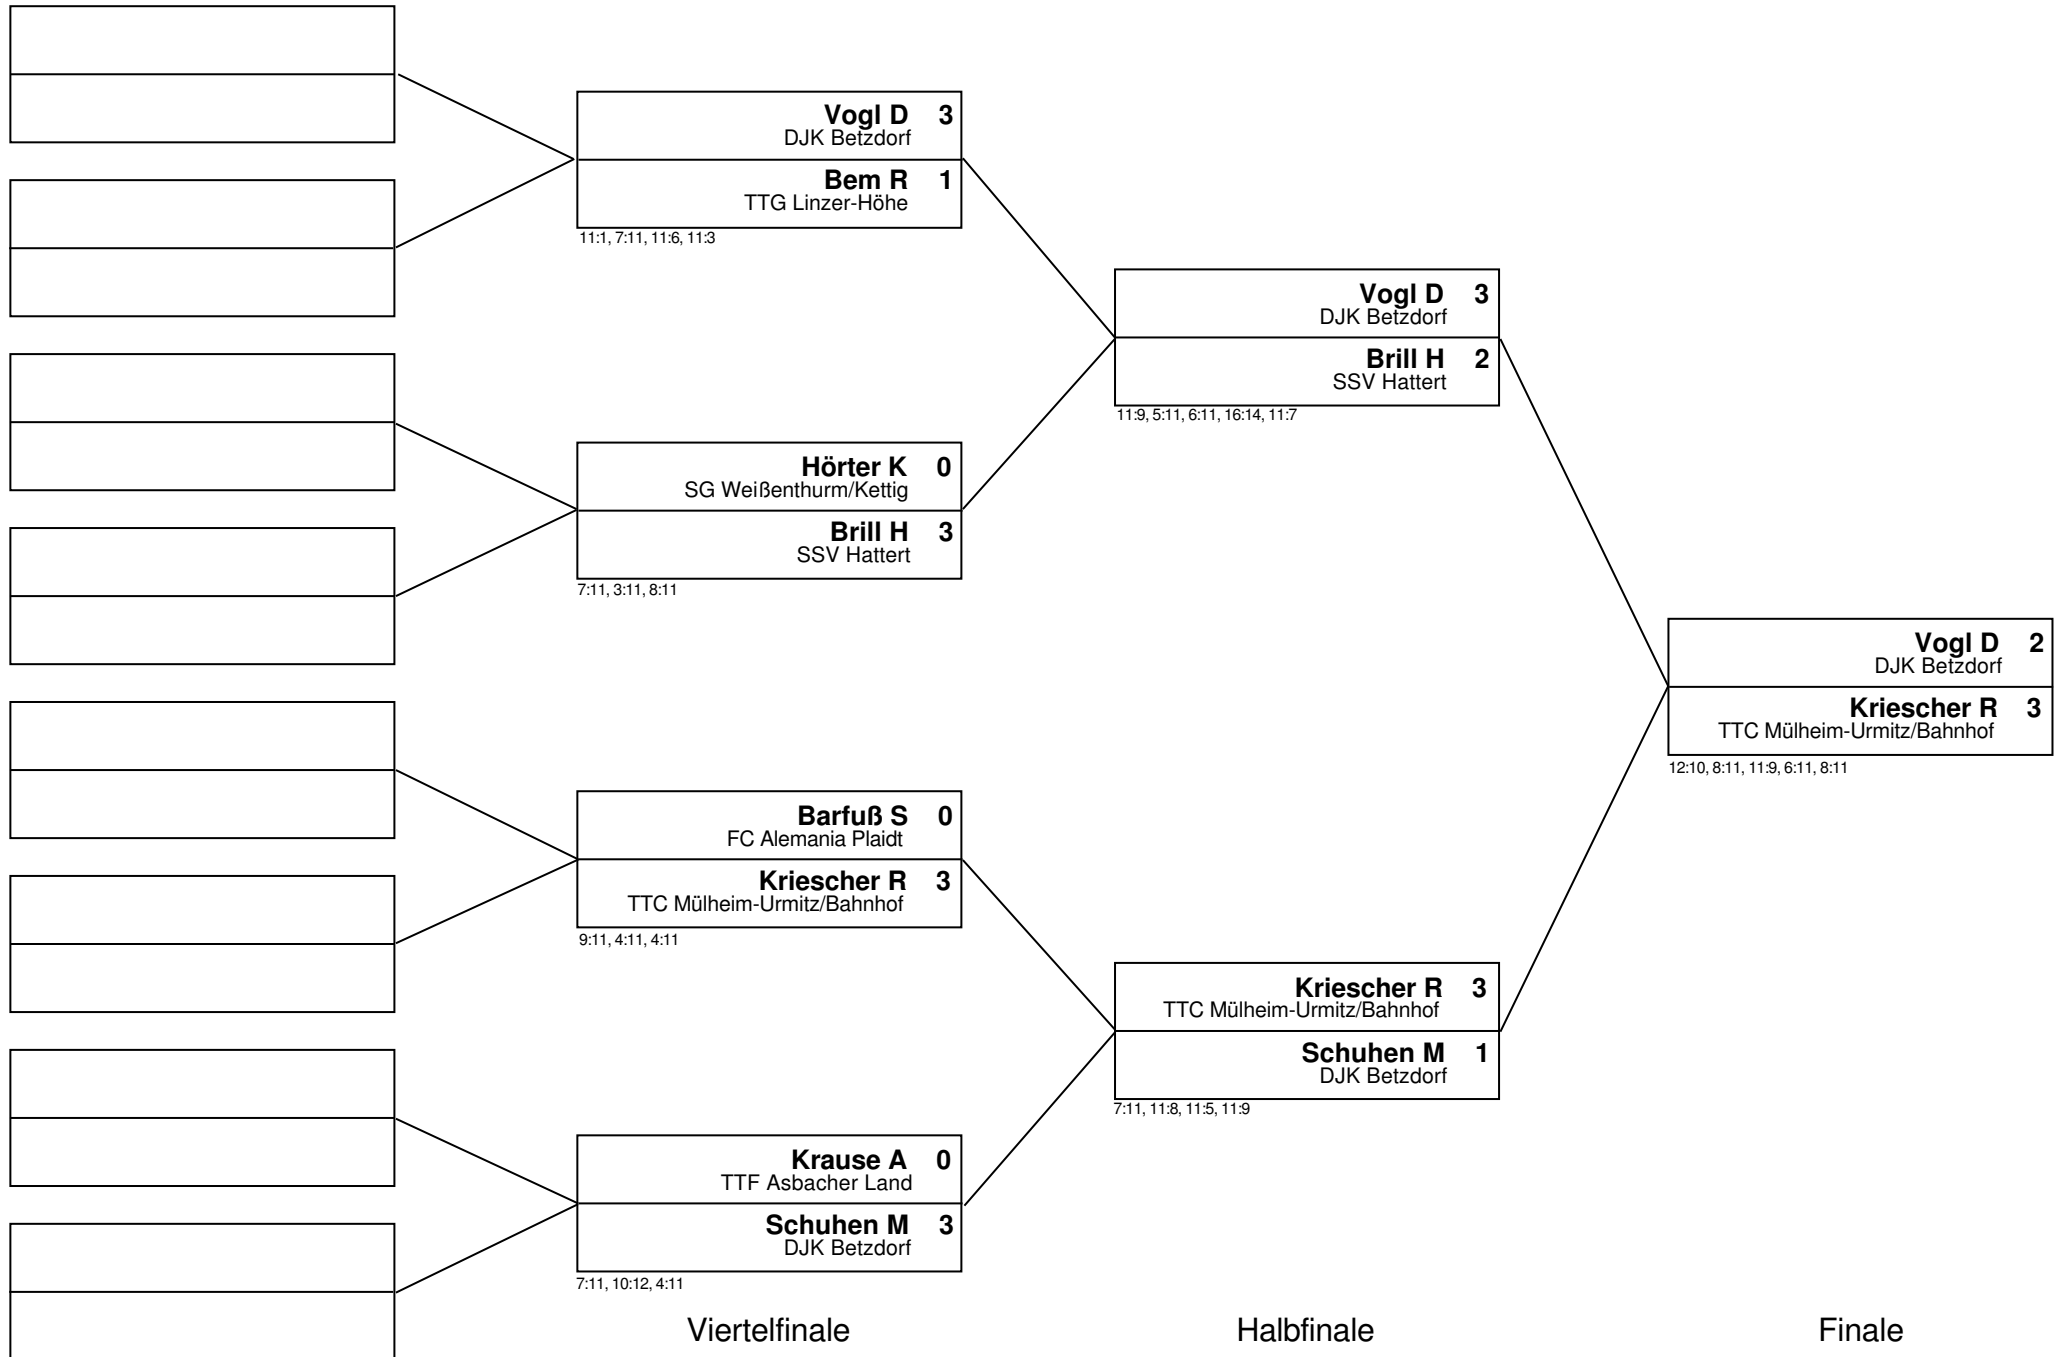 Vogl D 3
DJK Betzdorf
Bem R 1
TTG Linzer-Höhe
11:1, 7:11, 11:6, 11:3
Hörter K 0
SG Weißenthurm/Kettig
Brill H 3
SSV Hattert
7:11, 3:11, 8:11
Barfuß S 0
FC Alemania Plaidt
Kriescher R 3
TTC Mülheim-Urmitz/Bahnhof
9:11, 4:11, 4:11
Krause A 0
TTF Asbacher Land
Schuhen M 3
DJK Betzdorf
7:11, 10:12, 4:11
Viertelfinale
Vogl D 3
DJK Betzdorf
Brill H 2
SSV Hattert
11:9, 5:11, 6:11, 16:14, 11:7
Kriescher R 3
TTC Mülheim-Urmitz/Bahnhof
Schuhen M 1
DJK Betzdorf
7:11, 11:8, 11:5, 11:9
Halbfinale
Vogl D 2
DJK Betzdorf
Kriescher R 3
TTC Mülheim-Urmitz/Bahnhof
12:10, 8:11, 11:9, 6:11, 8:11
Finale